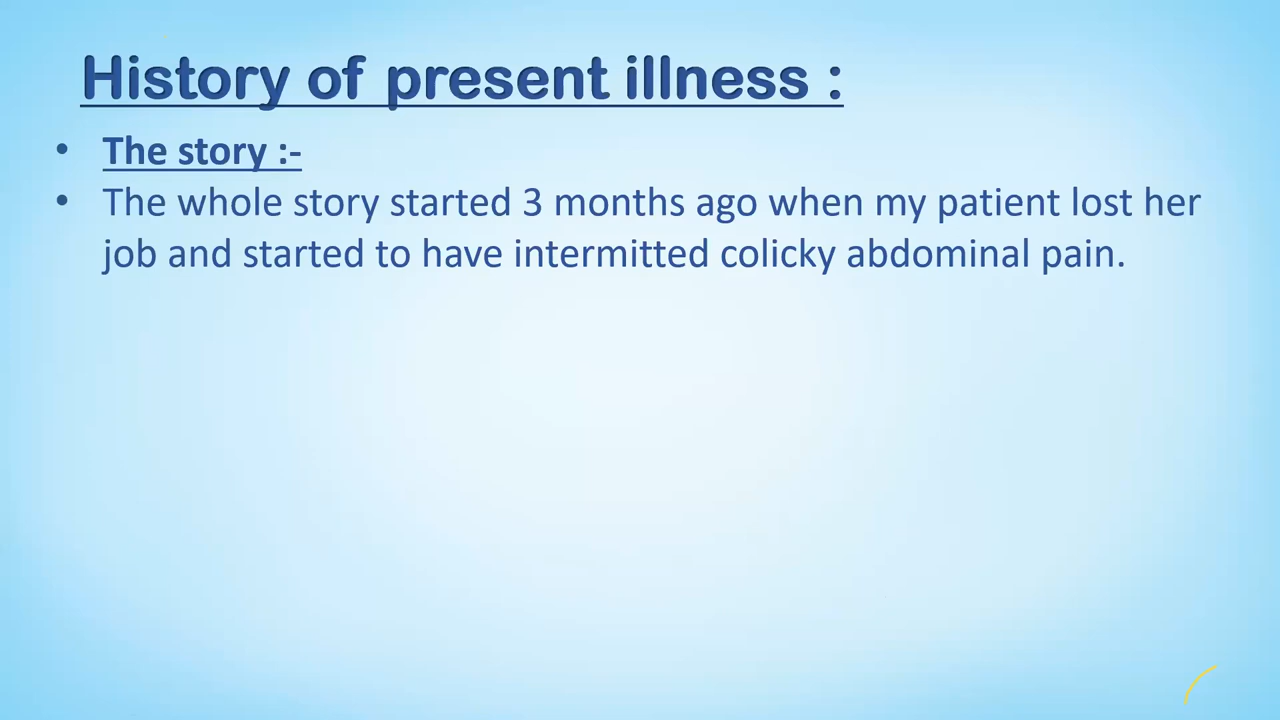 History of present illness :
• The story :-
• The whole story started 3 months ago when my patient lost her
job and started to have intermitted colicky abdominal pain.